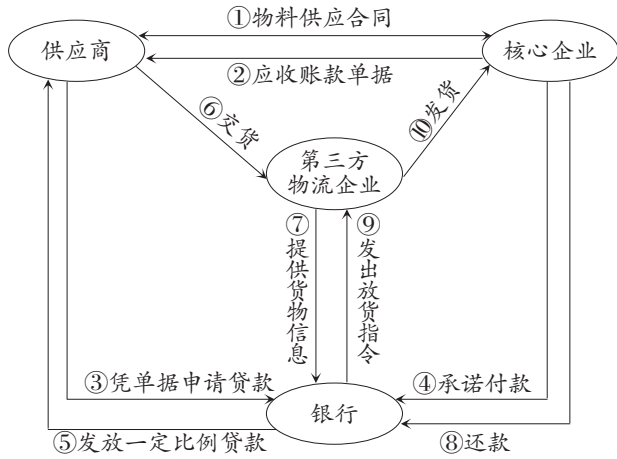 ①物料供应合同
供应商
核心企业
②应收账款单据
⑥交货
⑩发货
第三方
物流企业
⑦提供货物信息
⑨发出放货指令
③凭单据申请贷款
④承诺付款
银行
⑤发放一定比例贷款
⑧还款